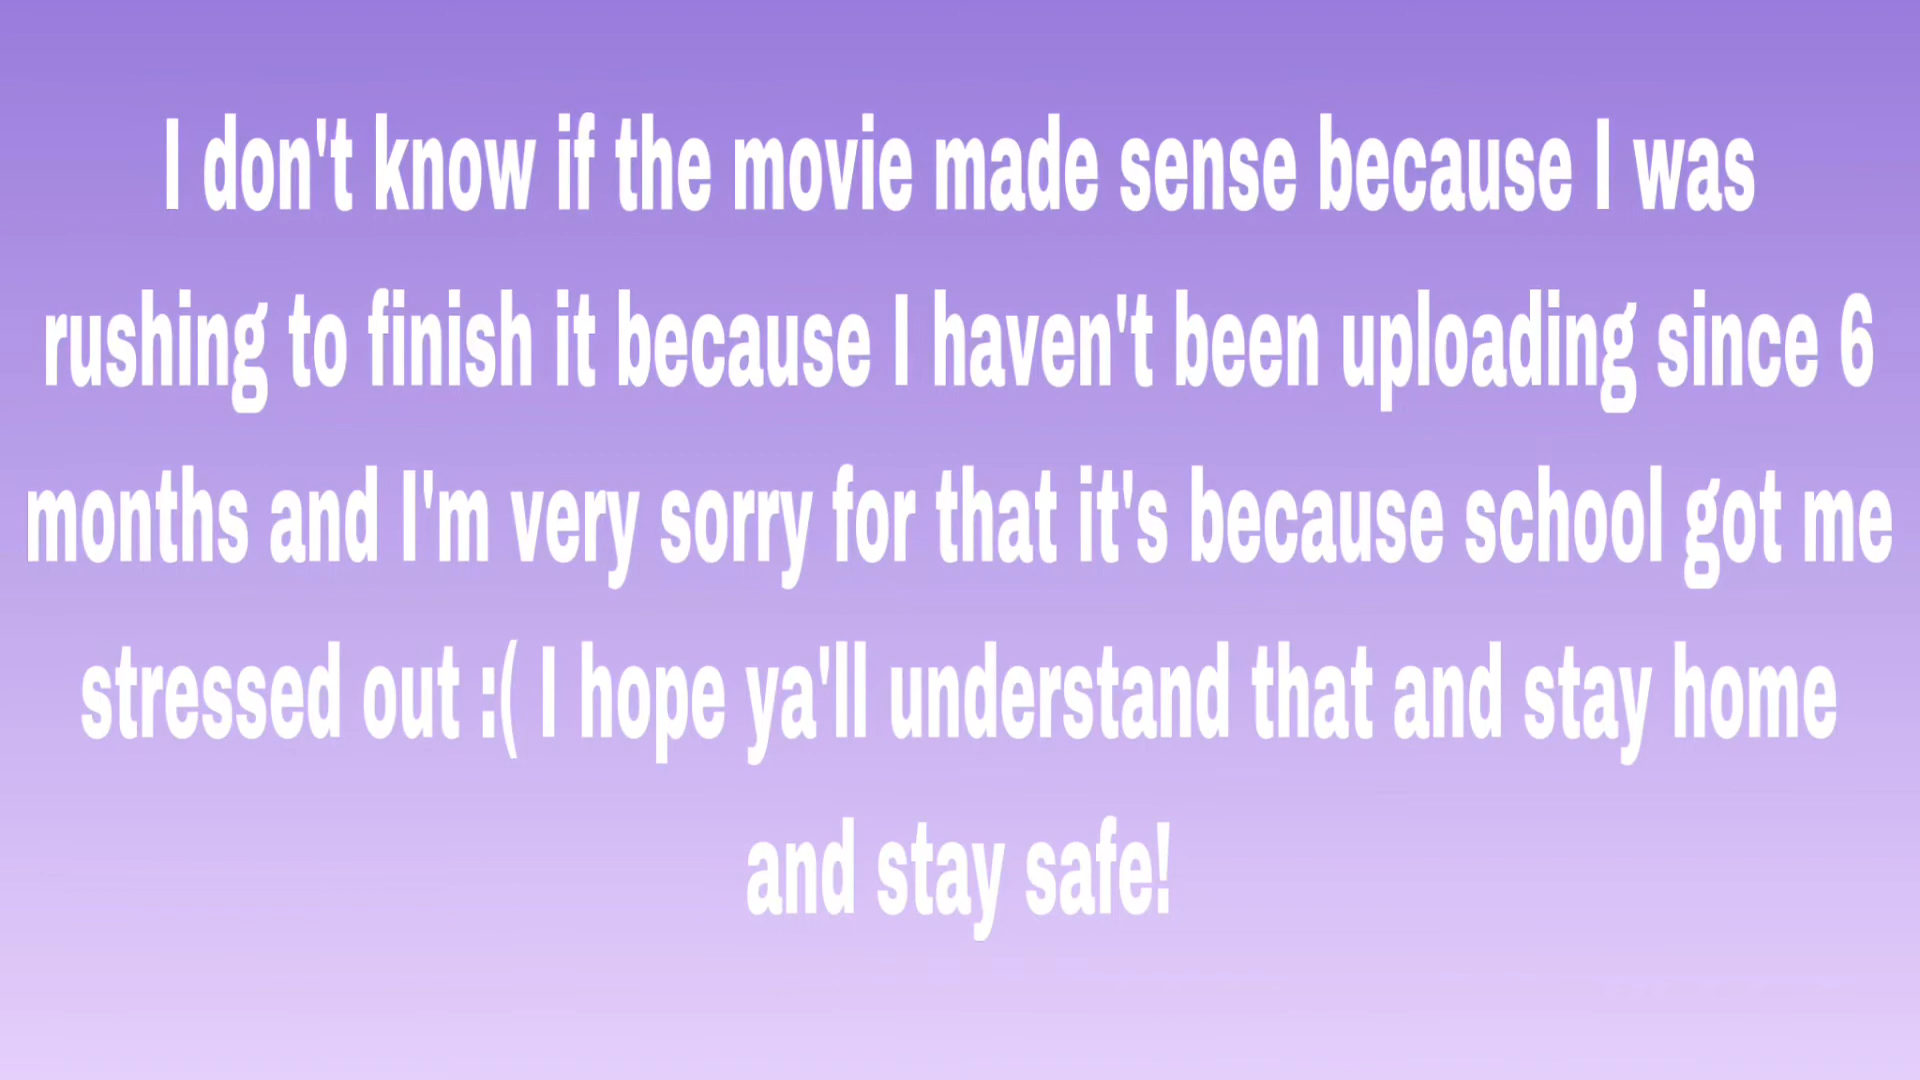 I don't know if the movie made sense because I was
rushing to finish it because I haven't been uploading since 6
months and I'm very sorry for that it's because school got me
stressed out :( I hope ya'll understand that and stay home
and stay safe!